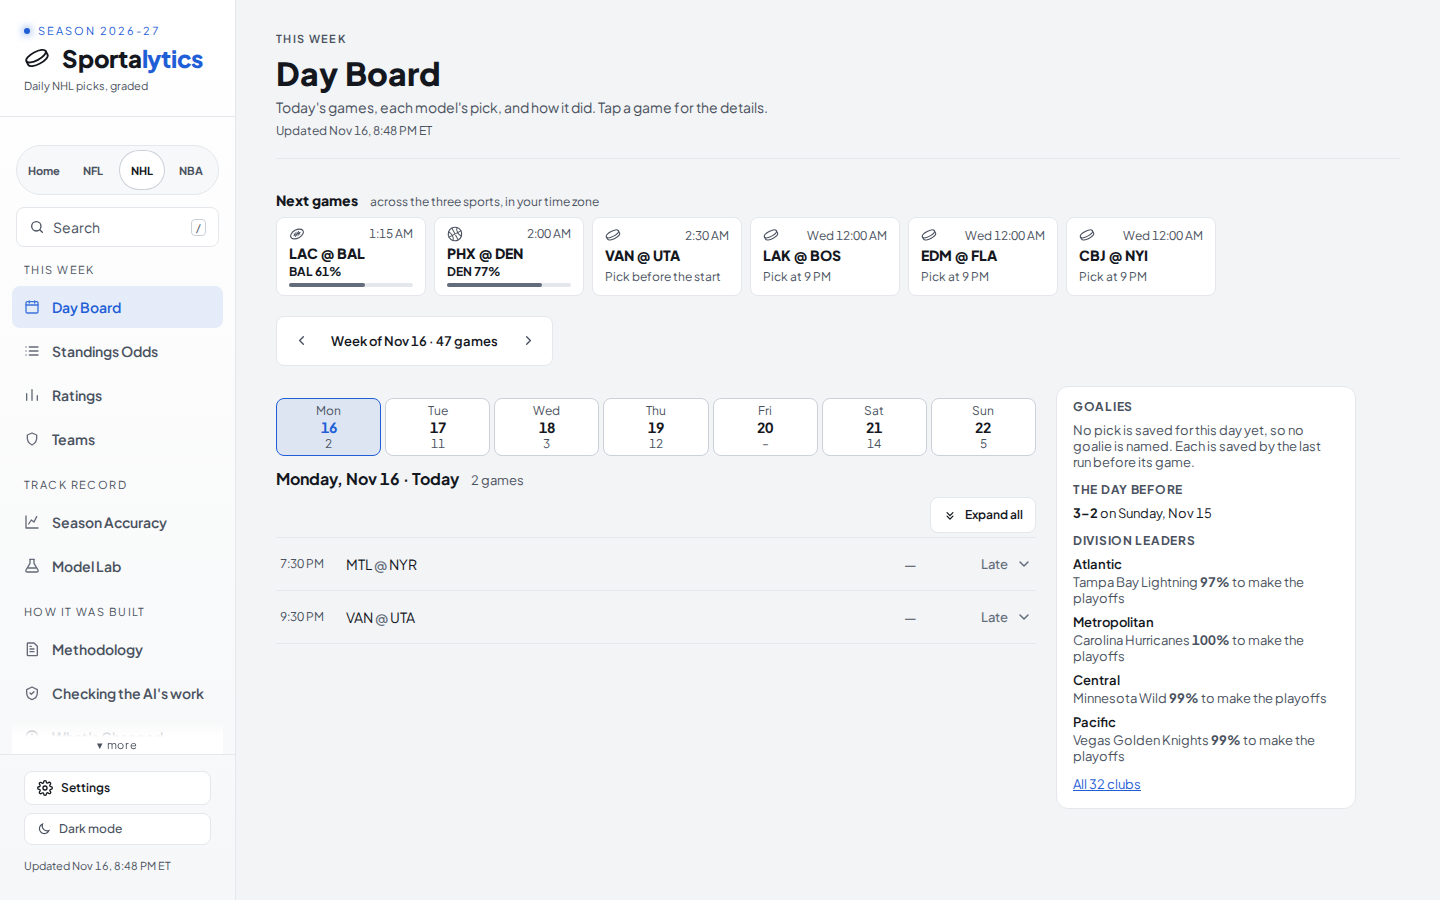 SEASON 2026-27
Sportalytics
Daily NHL picks, graded
Home NFL NHL NBA
Search /
THIS WEEK
Day Board
Standings Odds
Ratings
Teams
TRACK RECORD
Season Accuracy
Model Lab
HOW IT WAS BUILT
Methodology
Checking the AI's work
▾ more
Settings
Dark mode
Updated Nov 16, 8:48 PM ET
THIS WEEK
Day Board
Today's games, each model's pick, and how it did. Tap a game for the details.
Updated Nov 16, 8:48 PM ET
Next games across the three sports, in your time zone
1:15 AM
LAC @ BAL
BAL 61%
2:00 AM
PHX @ DEN
DEN 77%
2:30 AM
VAN @ UTA
Pick before the start
Wed 12:00 AM
LAK @ BOS
Pick at 9 PM
Wed 12:00 AM
EDM @ FLA
Pick at 9 PM
Wed 12:00 AM
CBJ @ NYI
Pick at 9 PM
Week of Nov 16 · 47 games
Mon
16
2
Tue
17
11
Wed
18
3
Thu
19
12
Fri
20
–
Sat
21
14
Sun
22
5
Monday, Nov 16 · Today 2 games
Expand all
7:30 PM MTL @ NYR — Late
9:30 PM VAN @ UTA — Late
GOALIES
No pick is saved for this day yet, so no
goalie is named. Each is saved by the last
run before its game.
THE DAY BEFORE
3–2 on Sunday, Nov 15
DIVISION LEADERS
Atlantic
Tampa Bay Lightning 97% to make the
playoffs
Metropolitan
Carolina Hurricanes 100% to make the
playoffs
Central
Minnesota Wild 99% to make the playoffs
Pacific
Vegas Golden Knights 99% to make the
playoffs
All 32 clubs